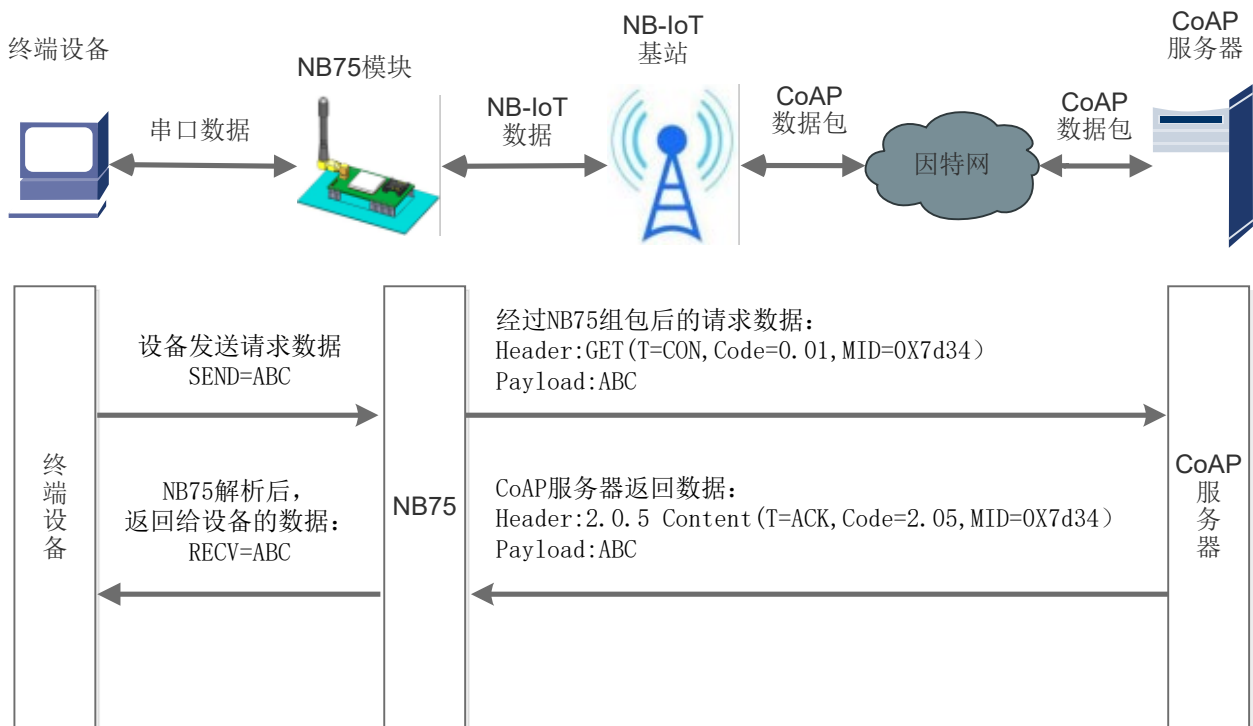 终端设备
NB75模块
NB-IoT
基站
CoAP
服务器
串口数据
NB-IoT
数据
CoAP
数据包
因特网
CoAP
数据包
设备发送请求数据
SEND=ABC
经过NB75组包后的请求数据：
Header:GET(T=CON,Code=0.01,MID=0X7d34）
Payload:ABC
终
端
设
备
NB75解析后，
返回给设备的数据：
RECV=ABC
NB75
CoAP服务器返回数据：
Header:2.0.5 Content(T=ACK,Code=2.05,MID=0X7d34）
Payload:ABC
CoAP
服
务
器